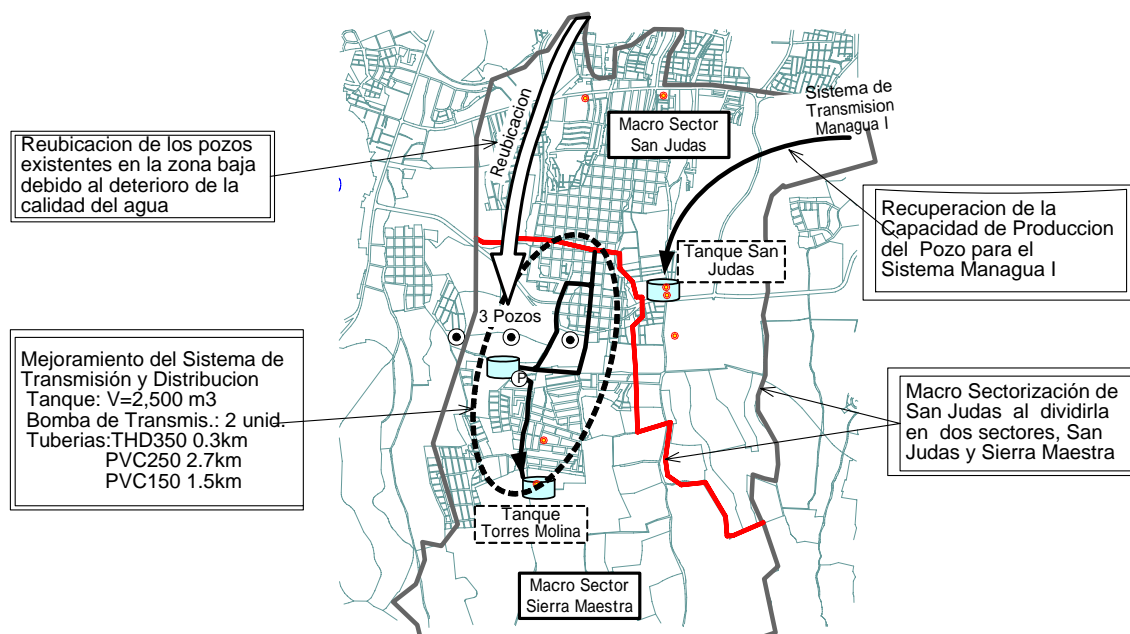 Sistema de
Transmision
Managua I
Reubicacion
Macro Sector
San Judas
Reubicacion de los pozos
existentes en la zona baja
debido al deterioro de la
calidad del agua
Recuperacion de la
Capacidad de Produccion
del Pozo para el
Sistema Managua I
Tanque San
Judas
3 Pozos
Mejoramiento del Sistema de
Transmisión y Distribucion
Tanque: V=2,500 m3
Bomba de Transmis.: 2 unid.
Tuberias:THD350 0.3km
PVC250 2.7km
PVC150 1.5km
P
Macro Sectorización de
San Judas al dividirla
en dos sectores, San
Judas y Sierra Maestra
Tanque
Torres Molina
Macro Sector
Sierra Maestra